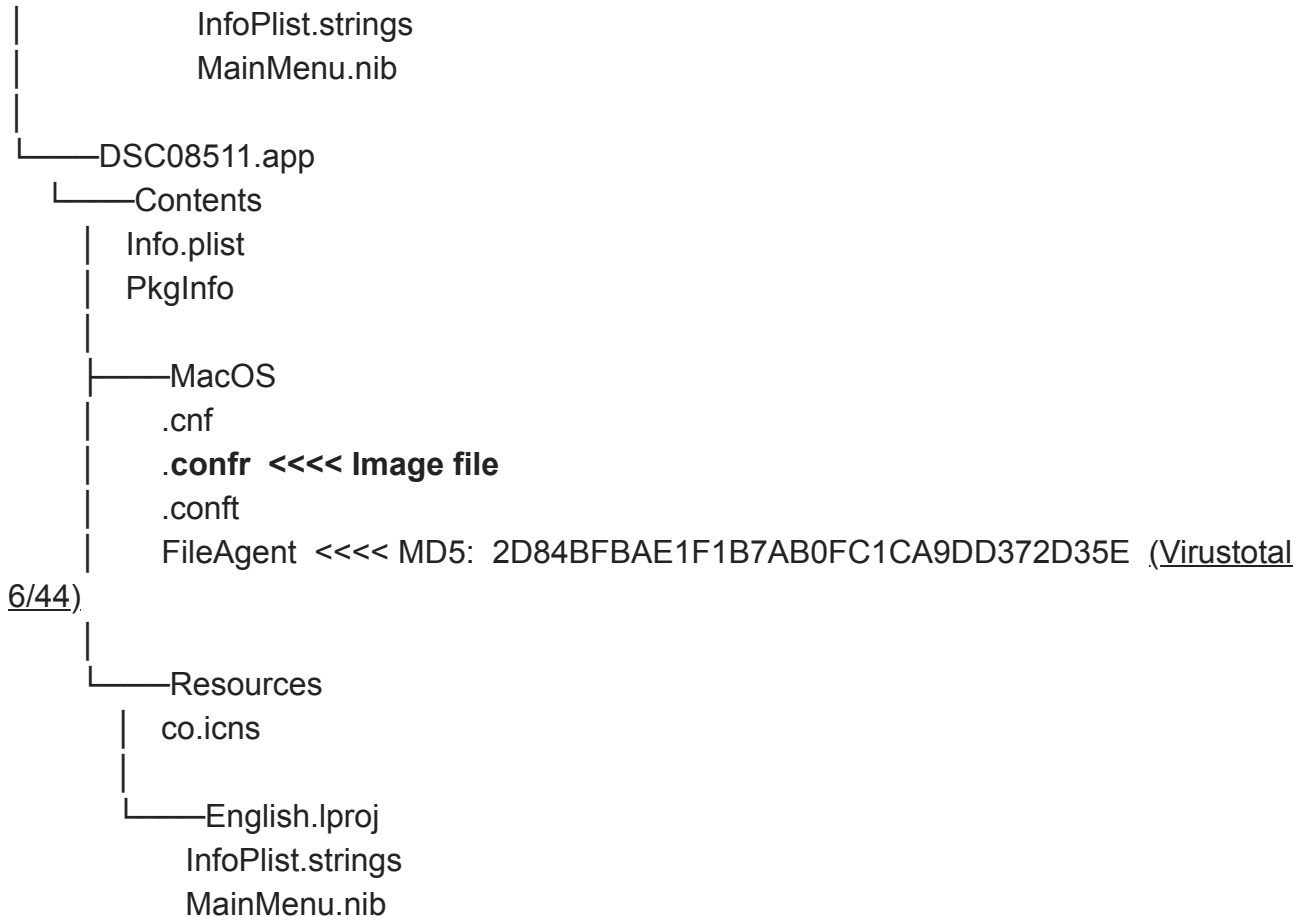 │ InfoPlist.strings
│ MainMenu.nib
│
└───DSC08511.app
└───Contents
│ Info.plist
│ PkgInfo
│
├───MacOS
│ .cnf
│ .confr <<<< Image file
│ .conft
│ FileAgent <<<< MD5: 2D84BFBAE1F1B7AB0FC1CA9DD372D35E (Virustotal
6/44)
│
└───Resources
│ co.icns
│
└───English.lproj
InfoPlist.strings
MainMenu.nib